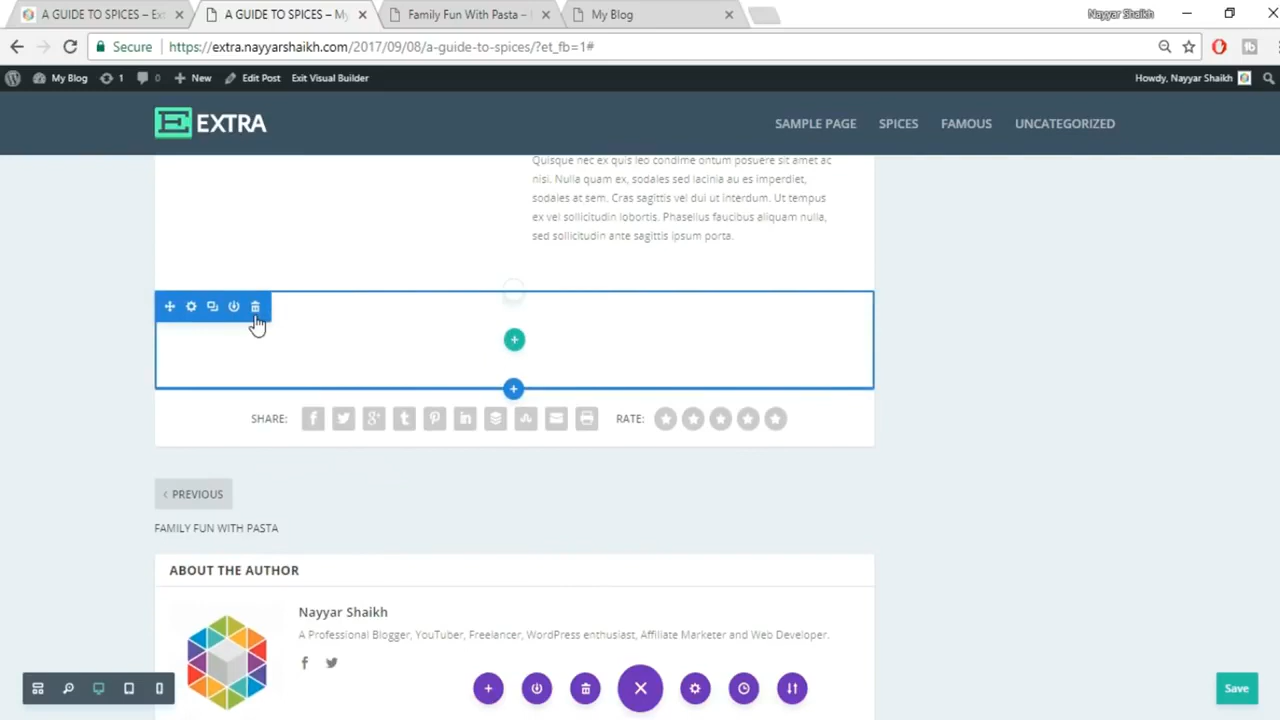 A GUIDE TO SPICES – Ex
A GUIDE TO SPICES – My
Family Fun With Pasta –
My Blog
Nayyar Shaikh
Secure
https://extra.nayyarshaikh.com/2017/09/08/a-guide-to-spices/?et_fb=1#
My Blog
1
0
New
Edit Post
Exit Visual Builder
Howdy, Nayyar Shaikh
EXTRA
SAMPLE PAGE
SPICES
FAMOUS
UNCATEGORIZED
Quisque nec ex quis leo condime ontum posuere sit amet ac
nisi. Nulla quam ex, sodales sed lacinia au es imperdiet,
sodales at sem. Cras sagittis vel dui ut interdum. Ut tempus
ex vel sollicitudin lobortis. Phasellus faucibus aliquam nulla,
sed sollicitudin ante sagittis ipsum porta.
SHARE:
RATE:
PREVIOUS
FAMILY FUN WITH PASTA
ABOUT THE AUTHOR
Nayyar Shaikh
A Professional Blogger, YouTuber, Freelancer, WordPress enthusiast, Affiliate Marketer and Web Developer.
Save